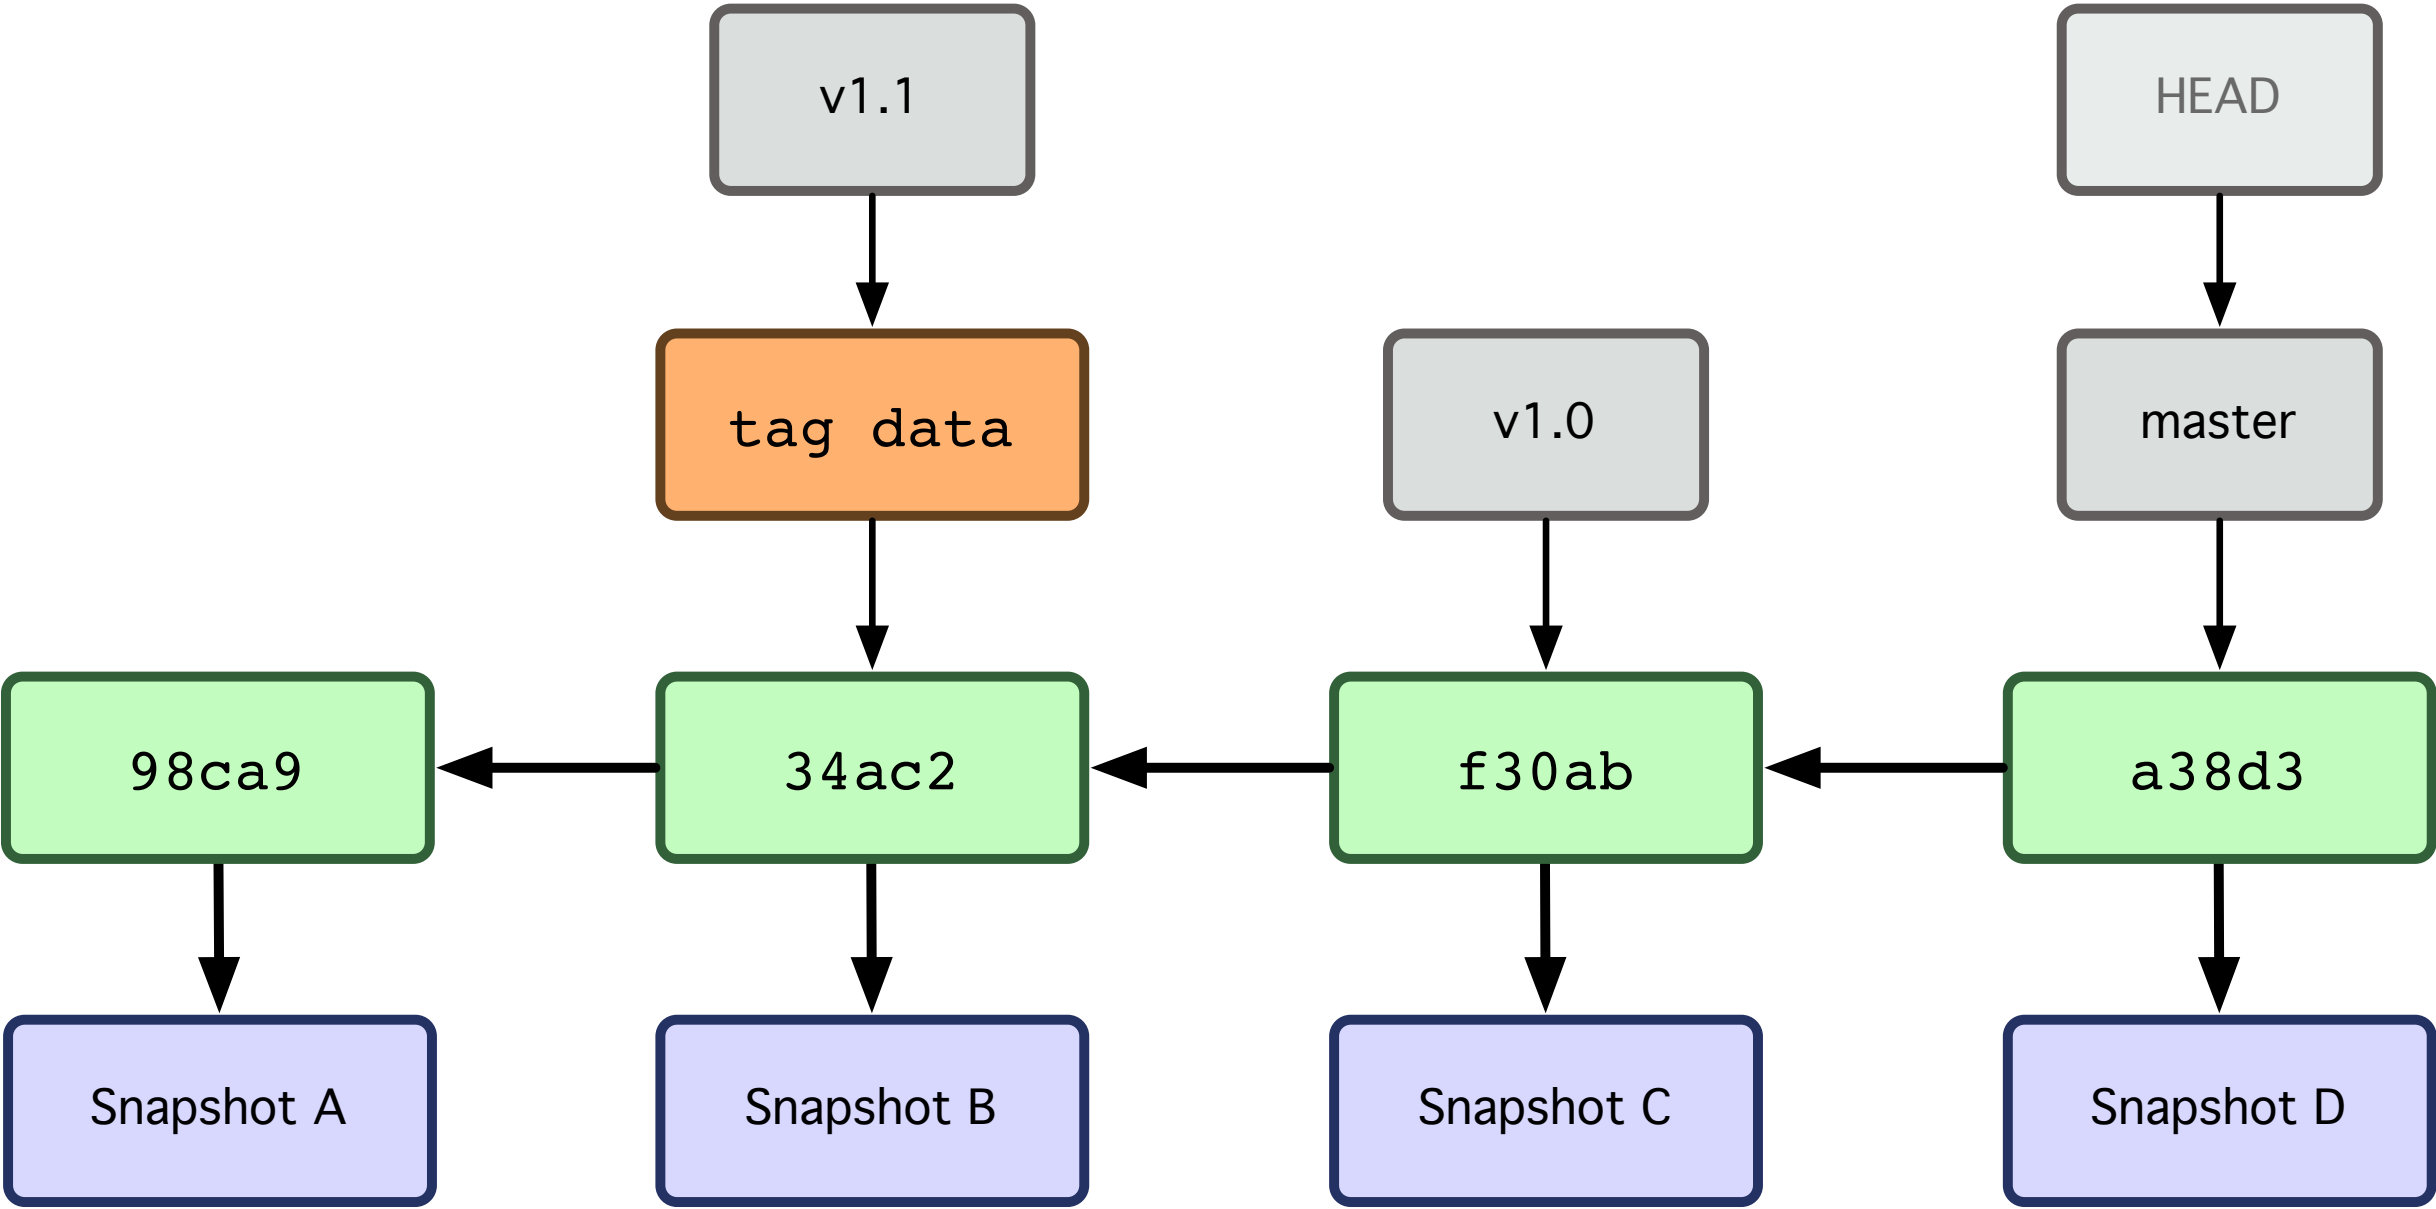 v1.1
HEAD
tag data
v1.0
master
98ca9
34ac2
f30ab
a38d3
Snapshot A
Snapshot B
Snapshot C
Snapshot D